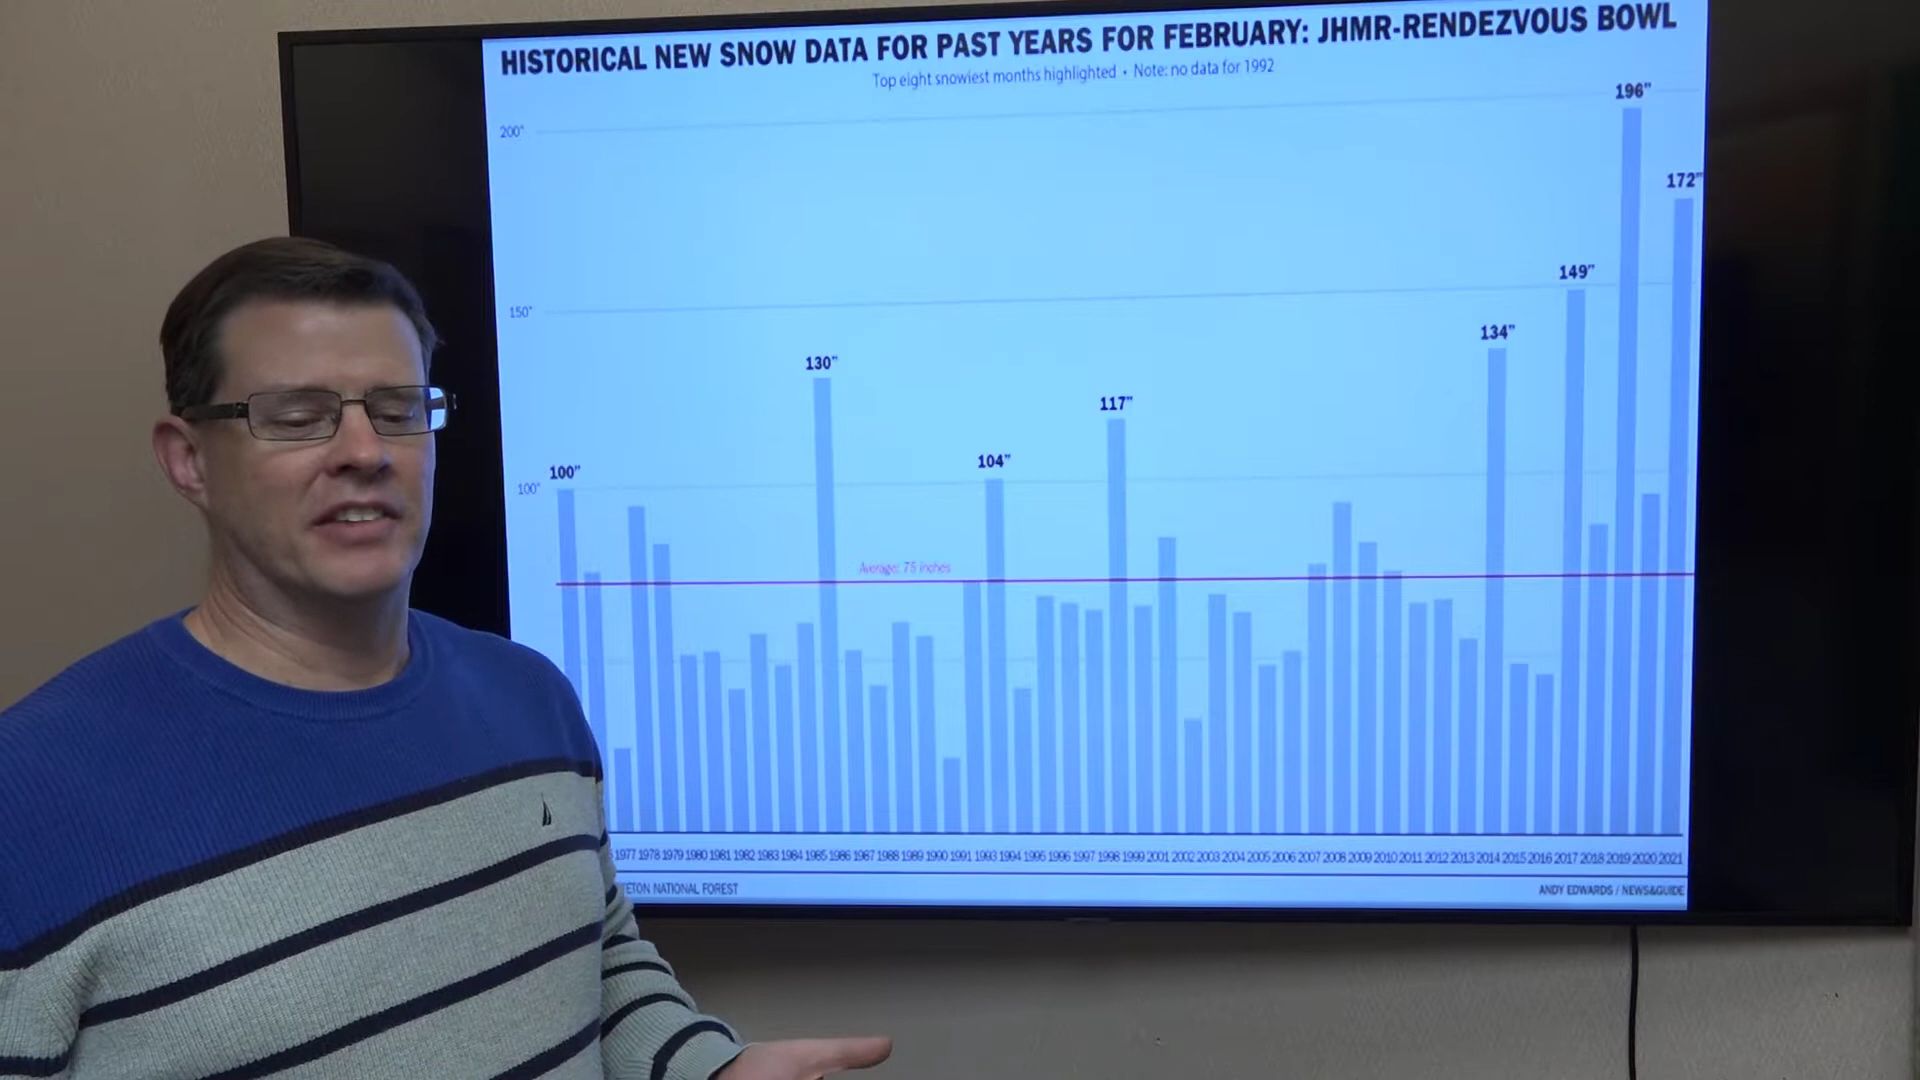 HISTORICAL NEW SNOW DATA FOR PAST YEARS FOR FEBRUARY: JHMR-RENDEZVOUS BOWL
Top eight snowiest months highlighted • Note: no data for 1992
196"
200"
172"
149"
150"
134"
130"
117"
104"
100"
100"
Average: 75 inches
1977 1978 1979 1980 1981 1982 1983 1984 1985 1986 1987 1988 1989 1990 1991 1993 1994 1995 1996 1997 1998 1999 2001 2002 2003 2004 2005 2006 2007 2008 2009 2010 2011 2012 2013 2014 2015 2016 2017 2018 2019 2020 2021
ETON NATIONAL FOREST
ANDY EDWARDS / NEWS&GUIDE